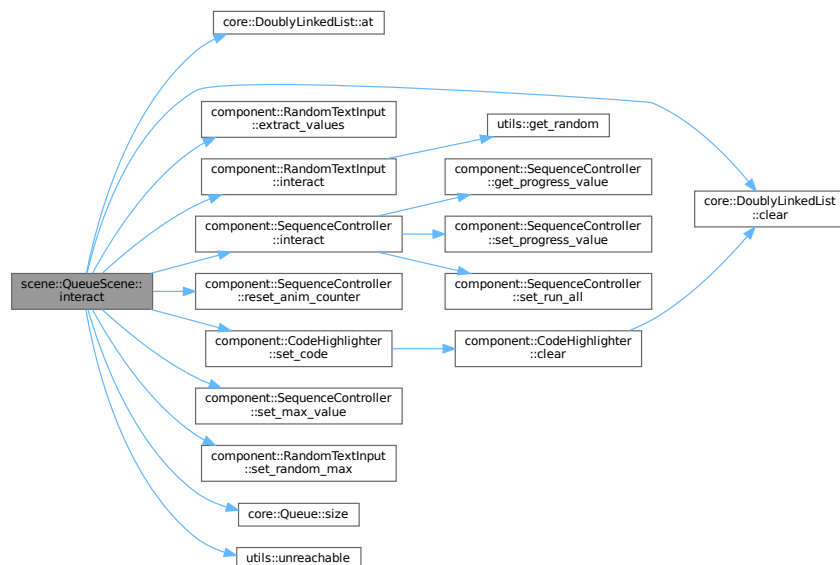 core::DoublyLinkedList::at
component::RandomTextInput
::extract_values
utils::get_random
component::RandomTextInput
::interact
component::SequenceController
::get_progress_value
core::DoublyLinkedList
::clear
component::SequenceController
::interact
component::SequenceController
::set_progress_value
scene::QueueScene::
interact
component::SequenceController
::reset_anim_counter
component::SequenceController
::set_run_all
component::CodeHighlighter
::set_code
component::CodeHighlighter
::clear
component::SequenceController
::set_max_value
component::RandomTextInput
::set_random_max
core::Queue::size
utils::unreachable